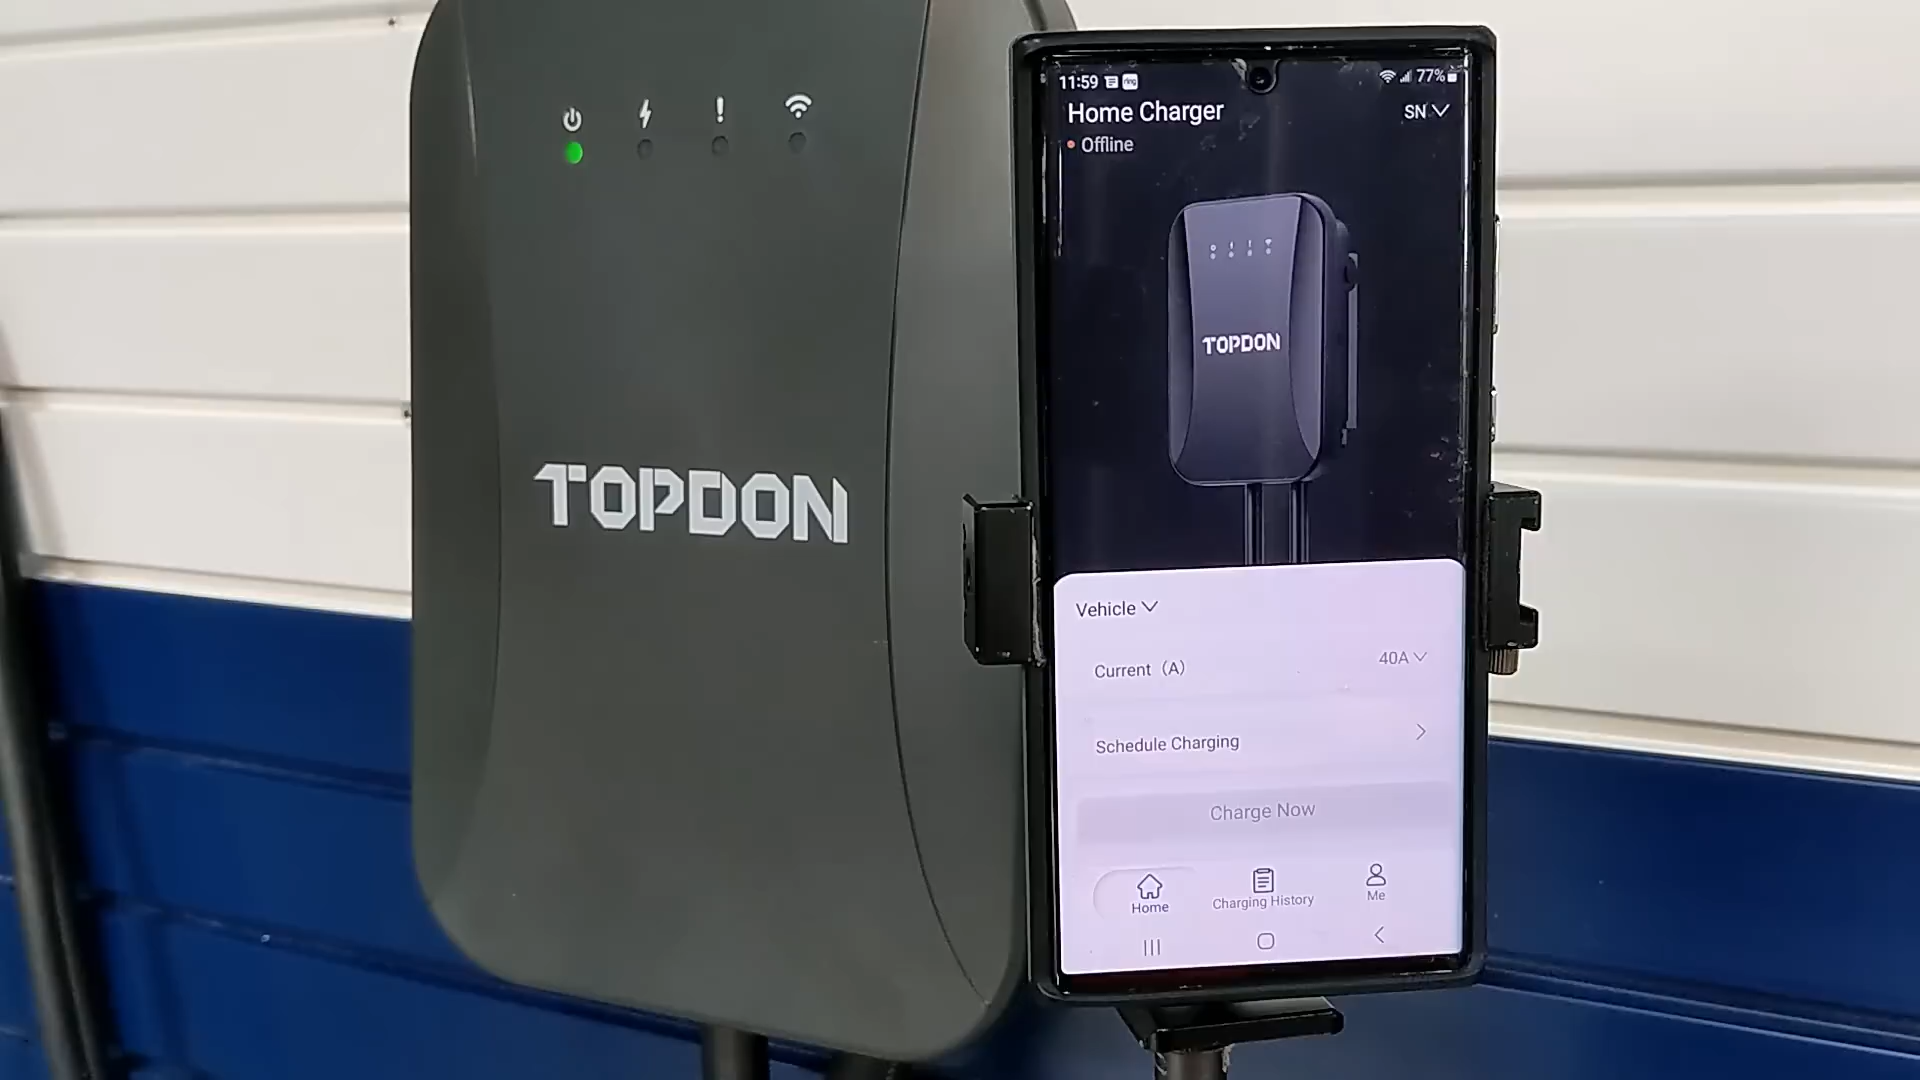 TOPDON
11:59
77%
Home Charger
SN
Offline
TOPDON
Vehicle
Current (A)
40A
Schedule Charging
Charge Now
Home
Charging History
Me